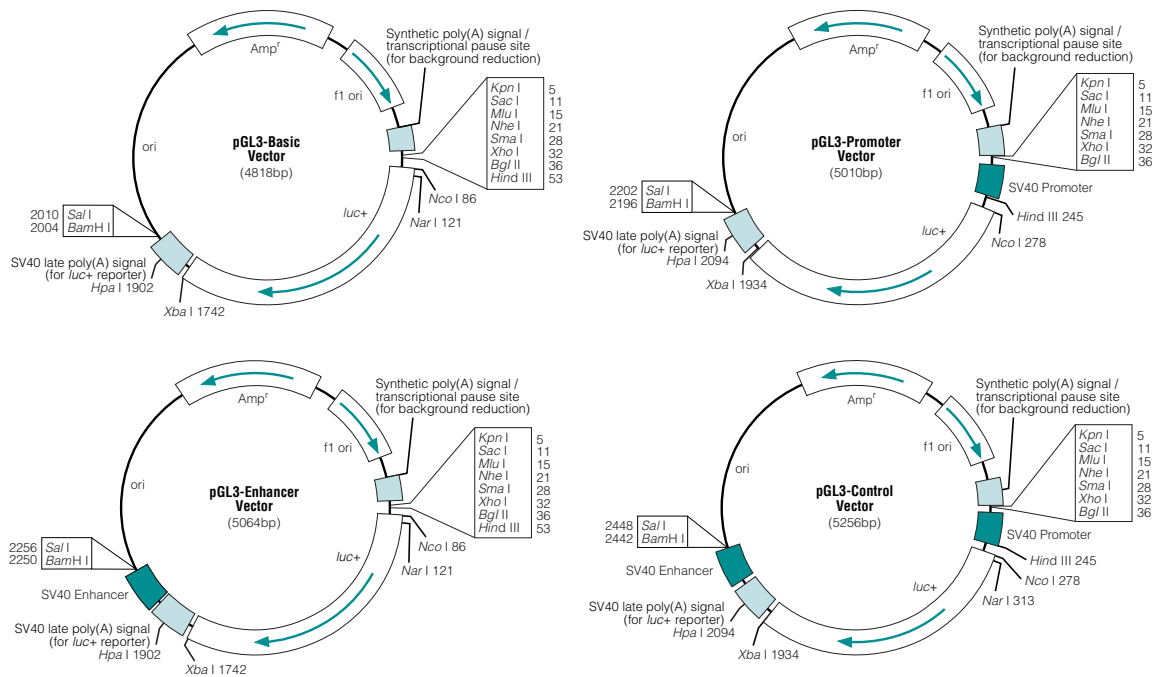 Amp^r
f1 ori
Synthetic poly(A) signal /
transcriptional pause site
(for background reduction)
Kpn I 5
Sac I 11
Mlu I 15
Nhe I 21
Sma I 28
Xho I 32
Bgl II 36
Hind III 53
ori
pGL3-Basic
Vector
(4818bp)
Nco I 86
Nar I 121
luc+
2010 Sal I
2004 BamH I
SV40 late poly(A) signal
(for luc+ reporter)
Hpa I 1902
Xba I 1742
Amp^r
f1 ori
Synthetic poly(A) signal /
transcriptional pause site
(for background reduction)
Kpn I 5
Sac I 11
Mlu I 15
Nhe I 21
Sma I 28
Xho I 32
Bgl II 36
ori
pGL3-Promoter
Vector
(5010bp)
SV40 Promoter
Hind III 245
Nco I 278
luc+
2202 Sal I
2196 BamH I
SV40 late poly(A) signal
(for luc+ reporter)
Hpa I 2094
Xba I 1934
Amp^r
f1 ori
Synthetic poly(A) signal /
transcriptional pause site
(for background reduction)
Kpn I 5
Sac I 11
Mlu I 15
Nhe I 21
Sma I 28
Xho I 32
Bgl II 36
Hind III 53
ori
pGL3-Enhancer
Vector
(5064bp)
Nco I 86
Nar I 121
luc+
2256 Sal I
2250 BamH I
SV40 Enhancer
SV40 late poly(A) signal
(for luc+ reporter)
Hpa I 1902
Xba I 1742
Amp^r
f1 ori
Synthetic poly(A) signal /
transcriptional pause site
(for background reduction)
Kpn I 5
Sac I 11
Mlu I 15
Nhe I 21
Sma I 28
Xho I 32
Bgl II 36
ori
pGL3-Control
Vector
(5256bp)
SV40 Promoter
Hind III 245
Nco I 278
Nar I 313
luc+
2448 Sal I
2442 BamH I
SV40 Enhancer
SV40 late poly(A) signal
(for luc+ reporter)
Hpa I 2094
Xba I 1934